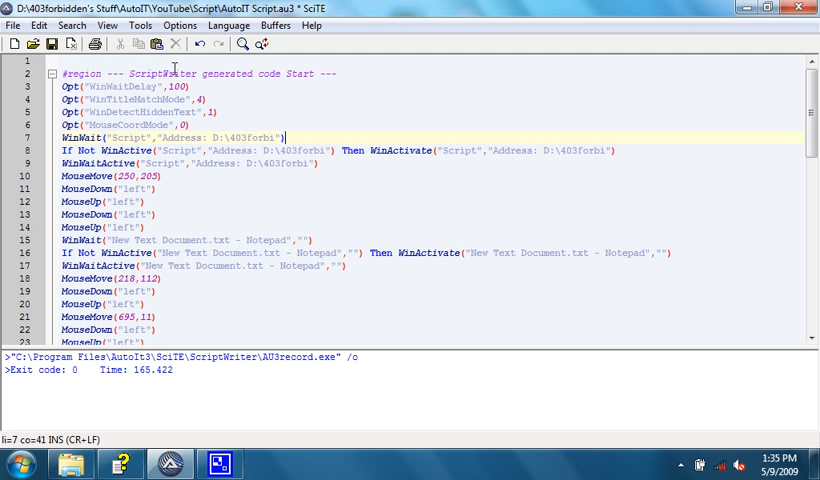 D:\403forbidden's Stuff\AutoIT\YouTube\Script\AutoIT Script.au3 * SciTE
File Edit Search View Tools Options Language Buffers Help
1
2 #region --- ScriptWriter generated code Start ---
3 Opt("WinWaitDelay",100)
4 Opt("WinTitleMatchMode",4)
5 Opt("WinDetectHiddenText",1)
6 Opt("MouseCoordMode",0)
7 WinWait("Script","Address: D:\403forbi")
8 If Not WinActive("Script","Address: D:\403forbi") Then WinActivate("Script","Address: D:\403forbi")
9 WinWaitActive("Script","Address: D:\403forbi")
10 MouseMove(250,205)
11 MouseDown("left")
12 MouseUp("left")
13 MouseDown("left")
14 MouseUp("left")
15 WinWait("New Text Document.txt - Notepad","")
16 If Not WinActive("New Text Document.txt - Notepad","") Then WinActivate("New Text Document.txt - Notepad","")
17 WinWaitActive("New Text Document.txt - Notepad","")
18 MouseMove(218,112)
19 MouseDown("left")
20 MouseUp("left")
21 MouseMove(695,11)
22 MouseDown("left")
23 MouseUp("left")
>"C:\Program Files\AutoIt3\SciTE\ScriptWriter\AU3record.exe" /o
>Exit code: 0 Time: 165.422
li=7 co=41 INS (CR+LF)
1:35 PM
5/9/2009